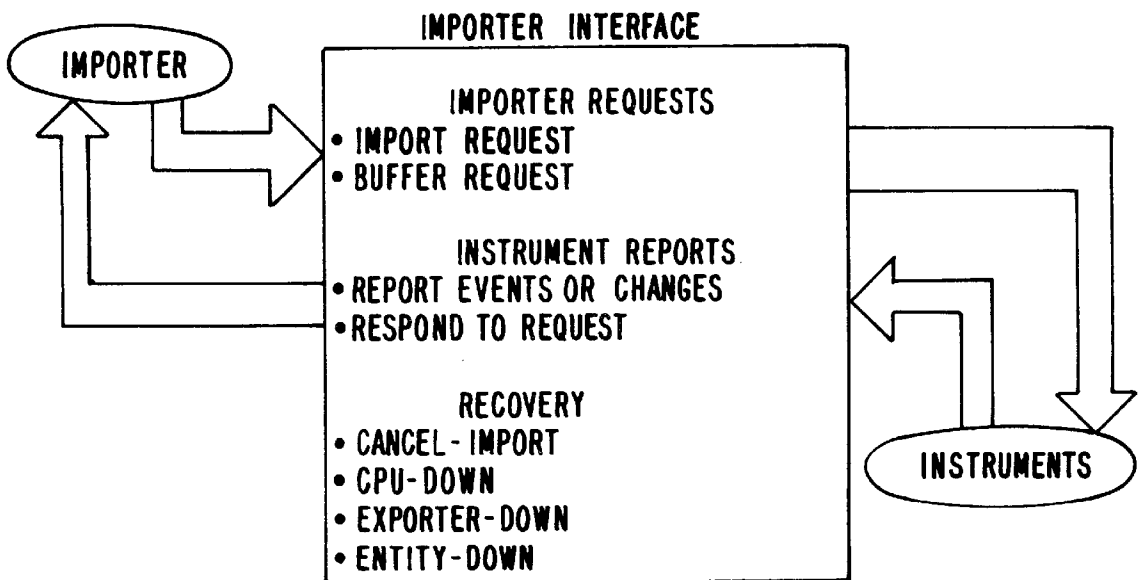 IMPORTER INTERFACE
IMPORTER
IMPORTER REQUESTS
• IMPORT REQUEST
• BUFFER REQUEST
INSTRUMENT REPORTS
• REPORT EVENTS OR CHANGES
• RESPOND TO REQUEST
RECOVERY
• CANCEL-IMPORT
• CPU-DOWN
• EXPORTER-DOWN
• ENTITY-DOWN
INSTRUMENTS